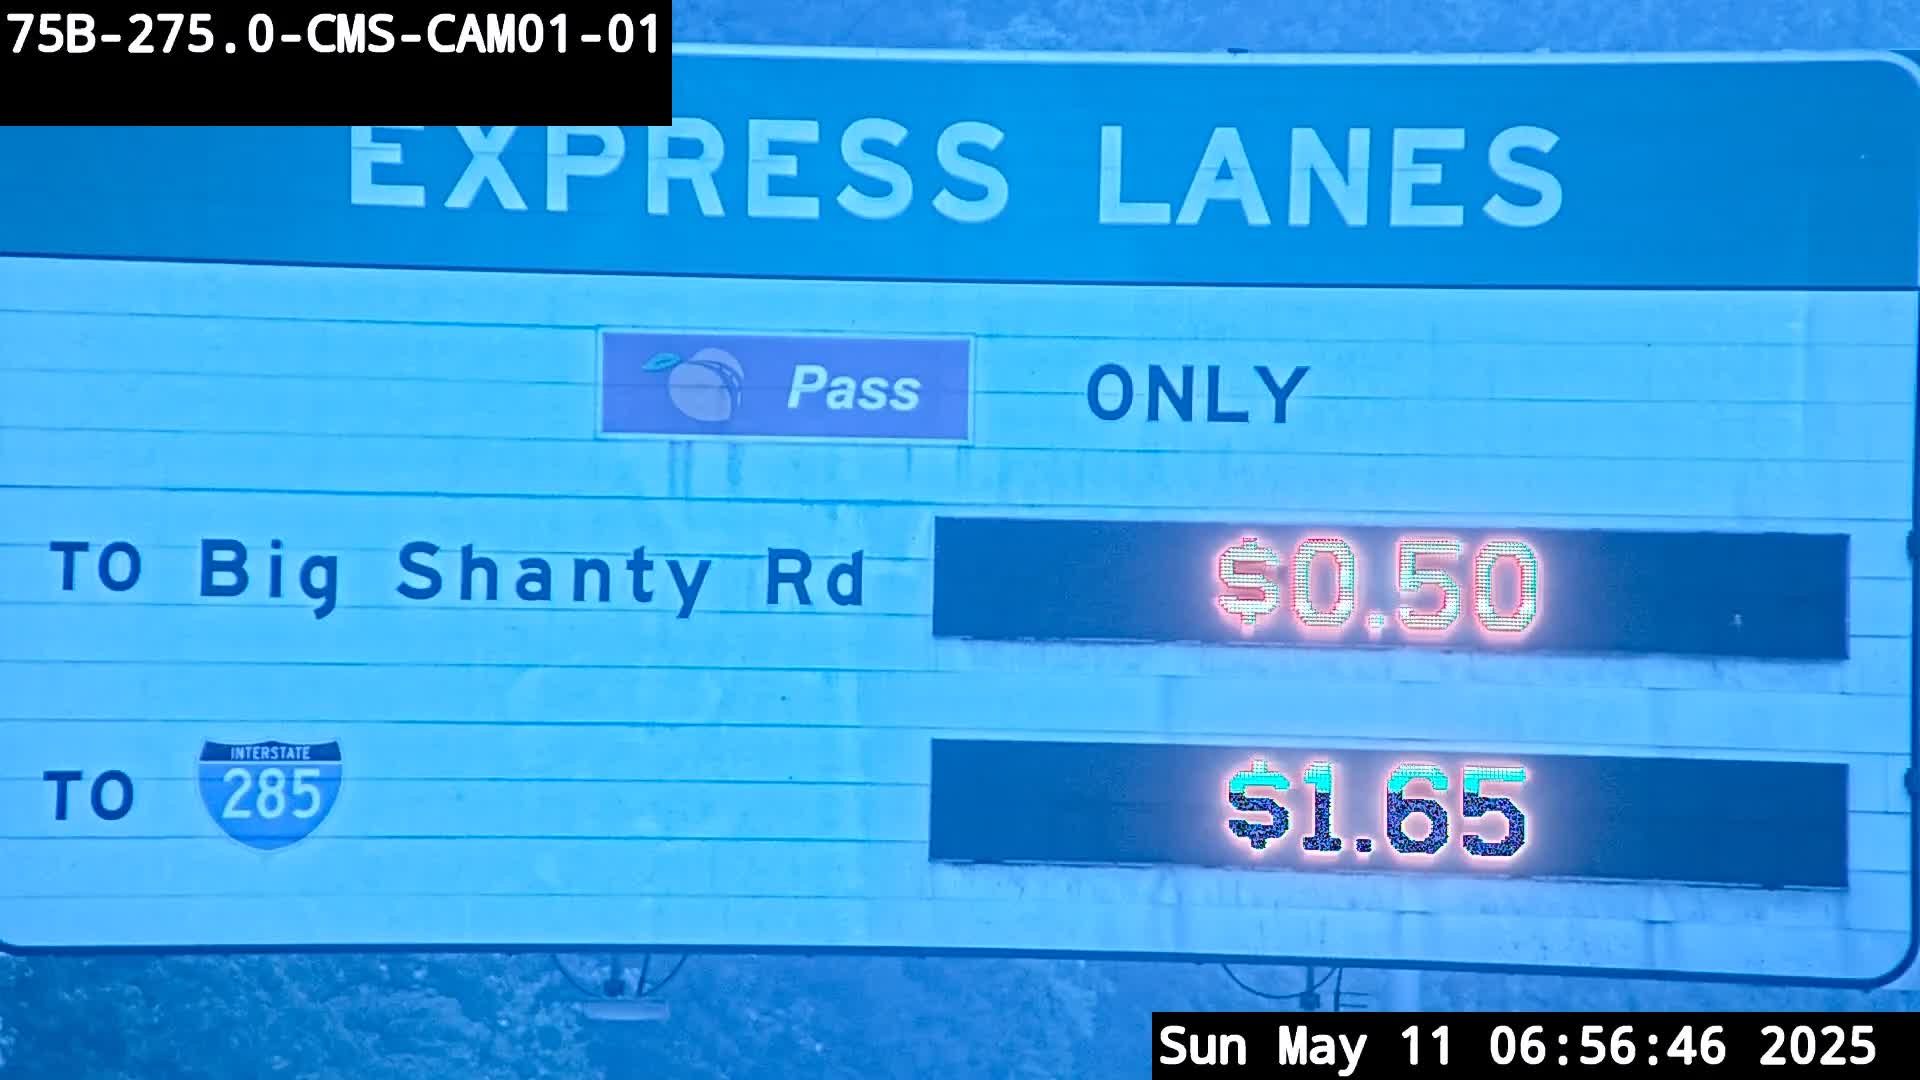 75B-275.0-CMS-CAM01-01
EXPRESS LANES
Pass ONLY
TO Big Shanty Rd $0.50
TO INTERSTATE 285 $1.65
Sun May 11 06:56:46 2025